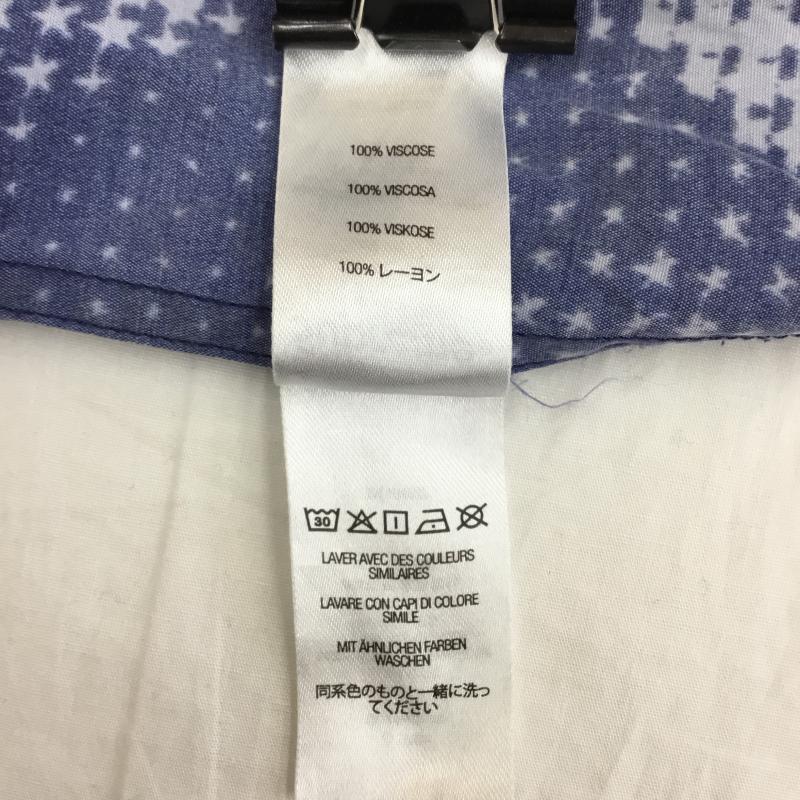 100% VISCOSE
100% VISCOSA
100% VISKOSE
100% レーヨン
30
LAVER AVEC DES COULEURS
SIMILAIRES
LAVARE CON CAPI DI COLORE
SIMILE
MIT ÄHNLICHEN FARBEN
WASCHEN
同系色のものと一緒に洗っ
てください